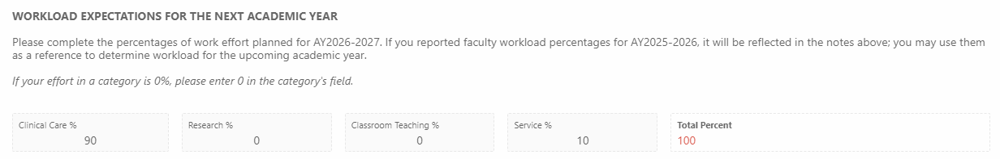 WORKLOAD EXPECTATIONS FOR THE NEXT ACADEMIC YEAR
Please complete the percentages of work effort planned for AY2026-2027. If you reported faculty workload percentages for AY2025-2026, it will be reflected in the notes above; you may use them
as a reference to determine workload for the upcoming academic year.
If your effort in a category is 0%, please enter 0 in the category's field.
Clinical Care %
90
Research %
0
Classroom Teaching %
0
Service %
10
Total Percent
100